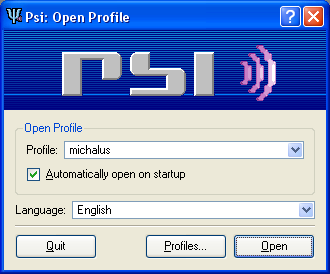 Psi: Open Profile
PSI
Open Profile
Profile: michalus
Automatically open on startup
Language: English
Quit Profiles... Open